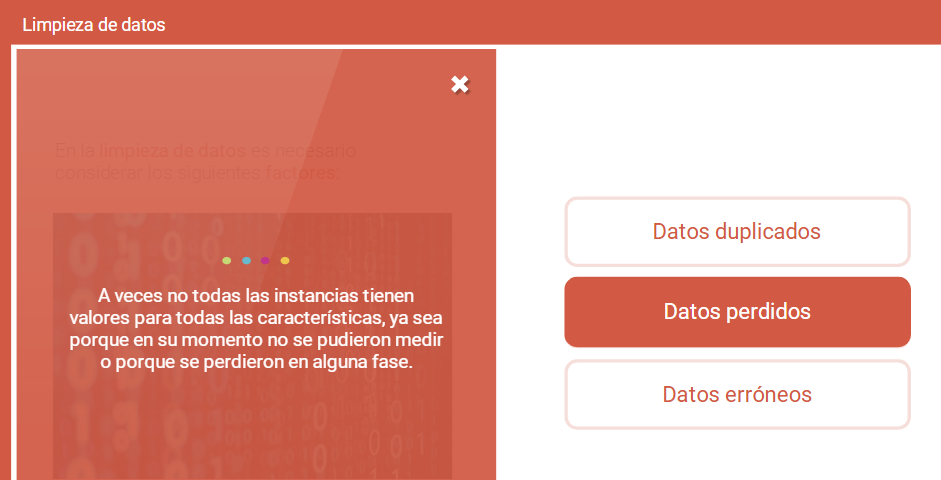 Limpieza de datos
En la limpieza de datos es necesario
considerar los siguientes factores
A veces no todas las instancias tienen
valores para todas las características, ya sea
porque en su momento no se pudieron medir
o porque se perdieron en alguna fase.
Datos duplicados
Datos perdidos
Datos erróneos